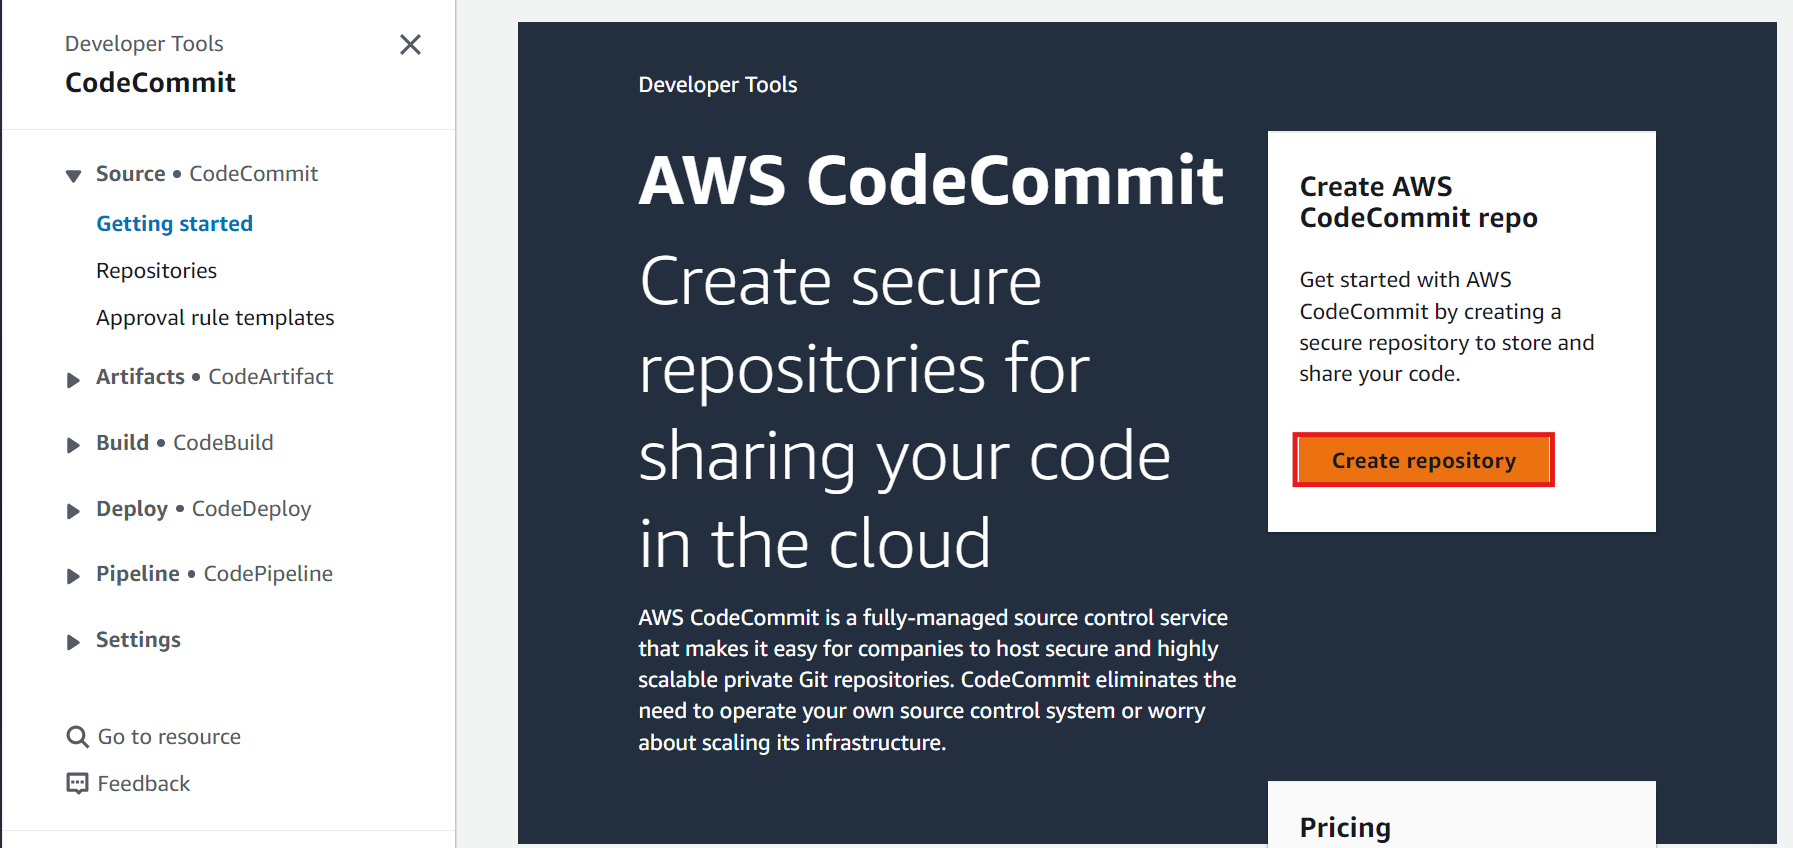 Developer Tools
CodeCommit
Source • CodeCommit
Getting started
Repositories
Approval rule templates
Artifacts • CodeArtifact
Build • CodeBuild
Deploy • CodeDeploy
Pipeline • CodePipeline
Settings
Go to resource
Feedback
Developer Tools
AWS CodeCommit
Create secure
repositories for
sharing your code
in the cloud
AWS CodeCommit is a fully-managed source control service
that makes it easy for companies to host secure and highly
scalable private Git repositories. CodeCommit eliminates the
need to operate your own source control system or worry
about scaling its infrastructure.
Create AWS
CodeCommit repo
Get started with AWS
CodeCommit by creating a
secure repository to store and
share your code.
Create repository
Pricing